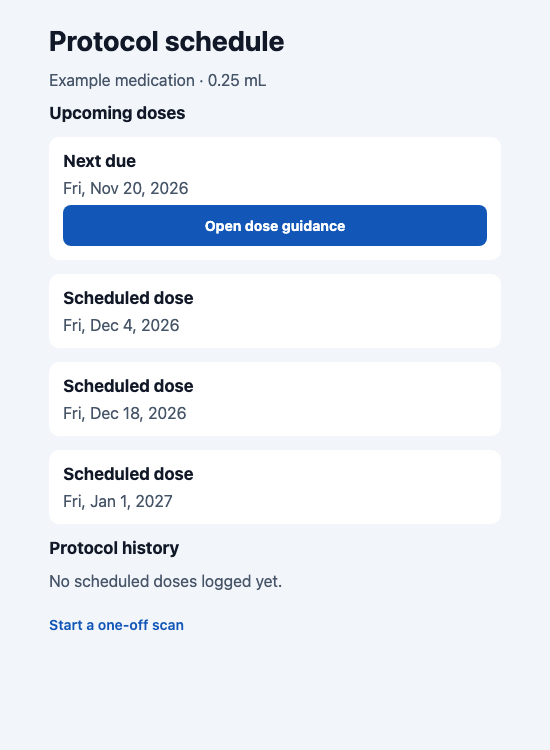 Protocol schedule
Example medication · 0.25 mL
Upcoming doses
Next due
Fri, Nov 20, 2026
Open dose guidance
Scheduled dose
Fri, Dec 4, 2026
Scheduled dose
Fri, Dec 18, 2026
Scheduled dose
Fri, Jan 1, 2027
Protocol history
No scheduled doses logged yet.
Start a one-off scan